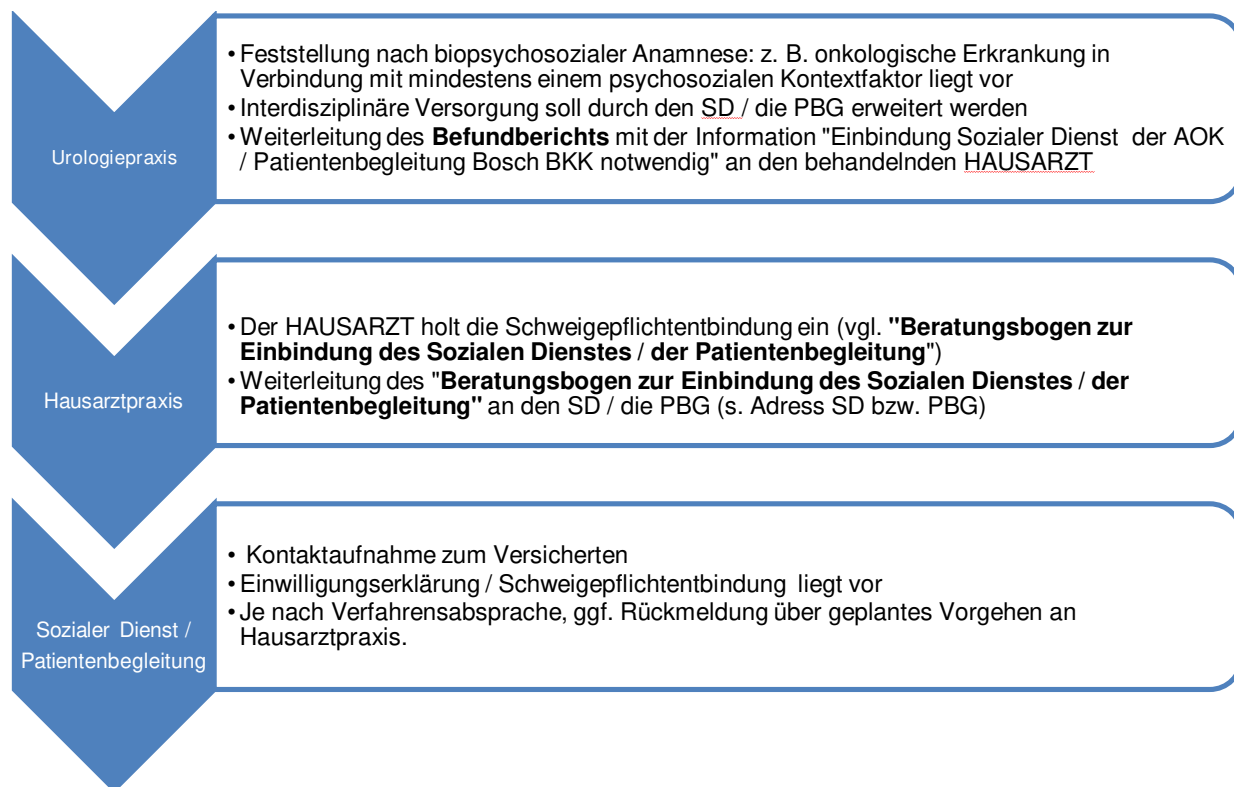 Urologiepraxis
• Feststellung nach biopsychosozialer Anamnese: z. B. onkologische Erkrankung in
Verbindung mit mindestens einem psychosozialen Kontextfaktor liegt vor
• Interdisziplinäre Versorgung soll durch den SD / die PBG erweitert werden
• Weiterleitung des Befundberichts mit der Information "Einbindung Sozialer Dienst der AOK
/ Patientenbegleitung Bosch BKK notwendig" an den behandelnden HAUSARZT
Hausarztpraxis
• Der HAUSARZT holt die Schweigepflichtentbindung ein (vgl. "Beratungsbogen zur
Einbindung des Sozialen Dienstes / der Patientenbegleitung")
• Weiterleitung des "Beratungsbogen zur Einbindung des Sozialen Dienstes / der
Patientenbegleitung" an den SD / die PBG (s. Adress SD bzw. PBG)
Sozialer Dienst /
Patientenbegleitung
• Kontaktaufnahme zum Versicherten
• Einwilligungserklärung / Schweigepflichtentbindung liegt vor
• Je nach Verfahrensabsprache, ggf. Rückmeldung über geplantes Vorgehen an
Hausarztpraxis.